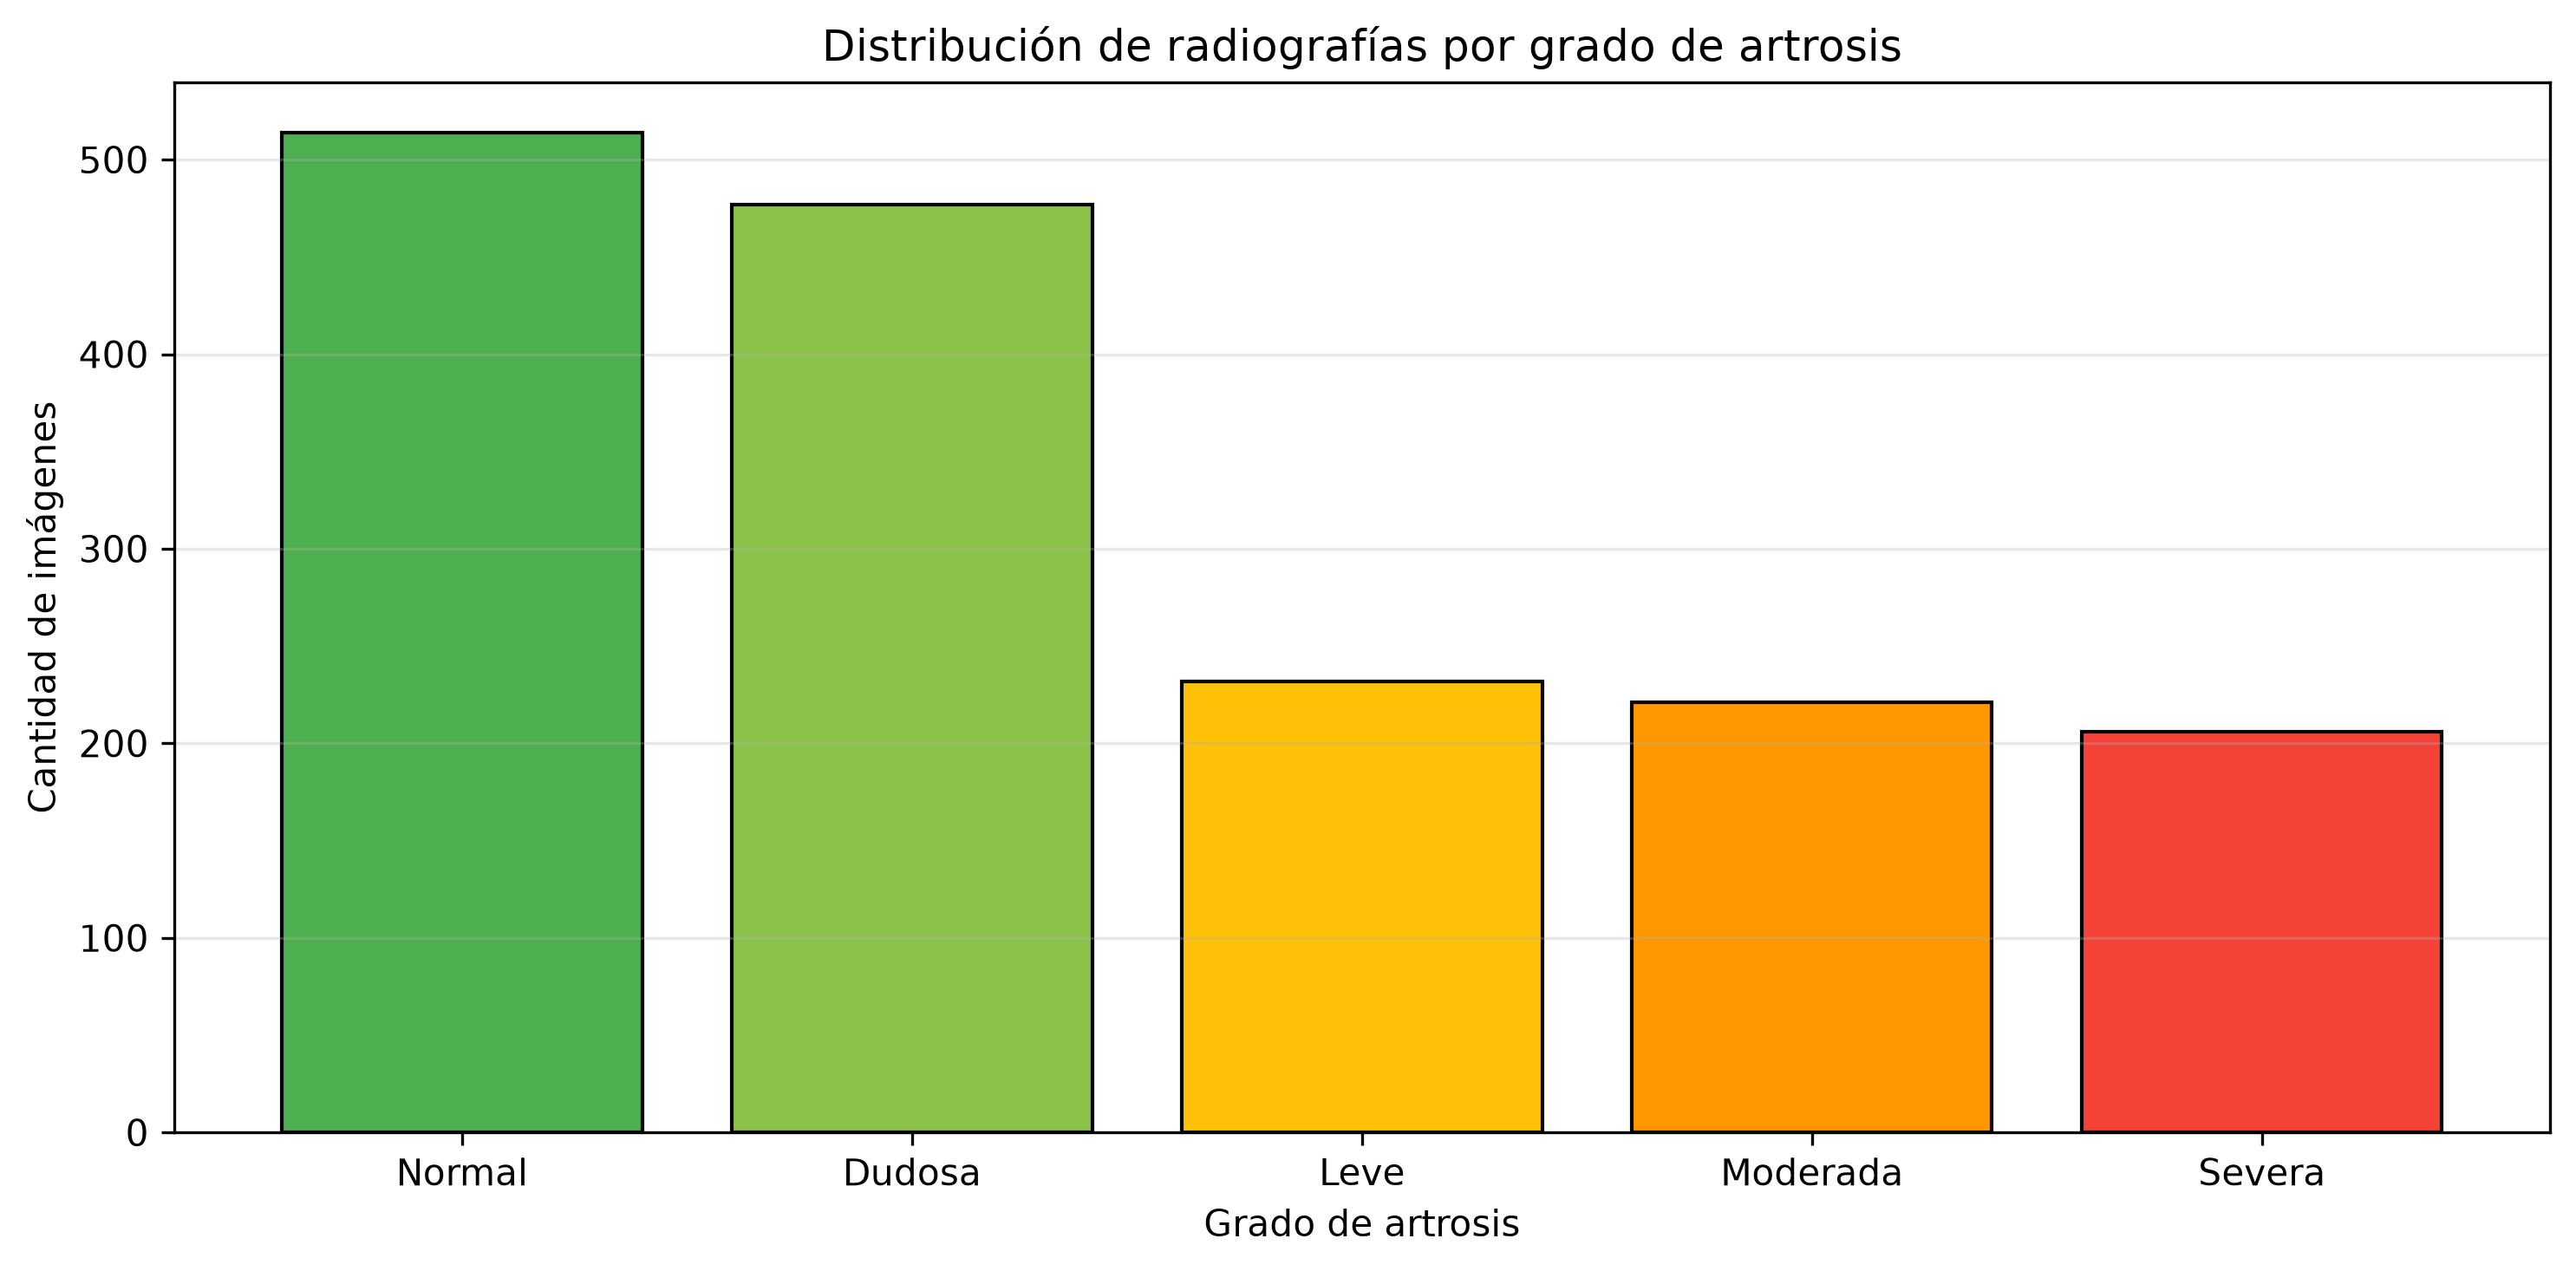 Distribución de radiografías por grado de artrosis
Cantidad de imágenes
500
400
300
200
100
0
Normal
Dudosa
Leve
Moderada
Severa
Grado de artrosis